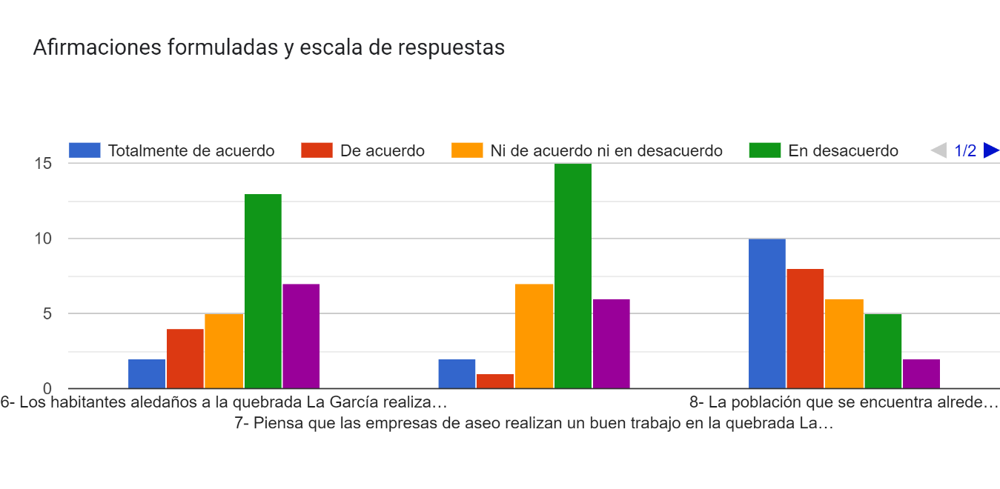 Afirmaciones formuladas y escala de respuestas
Totalmente de acuerdo De acuerdo Ni de acuerdo ni en desacuerdo En desacuerdo 1/2
15
10
5
0
6- Los habitantes aledaños a la quebrada La García realiza…
8- La población que se encuentra alrede…
7- Piensa que las empresas de aseo realizan un buen trabajo en la quebrada La…